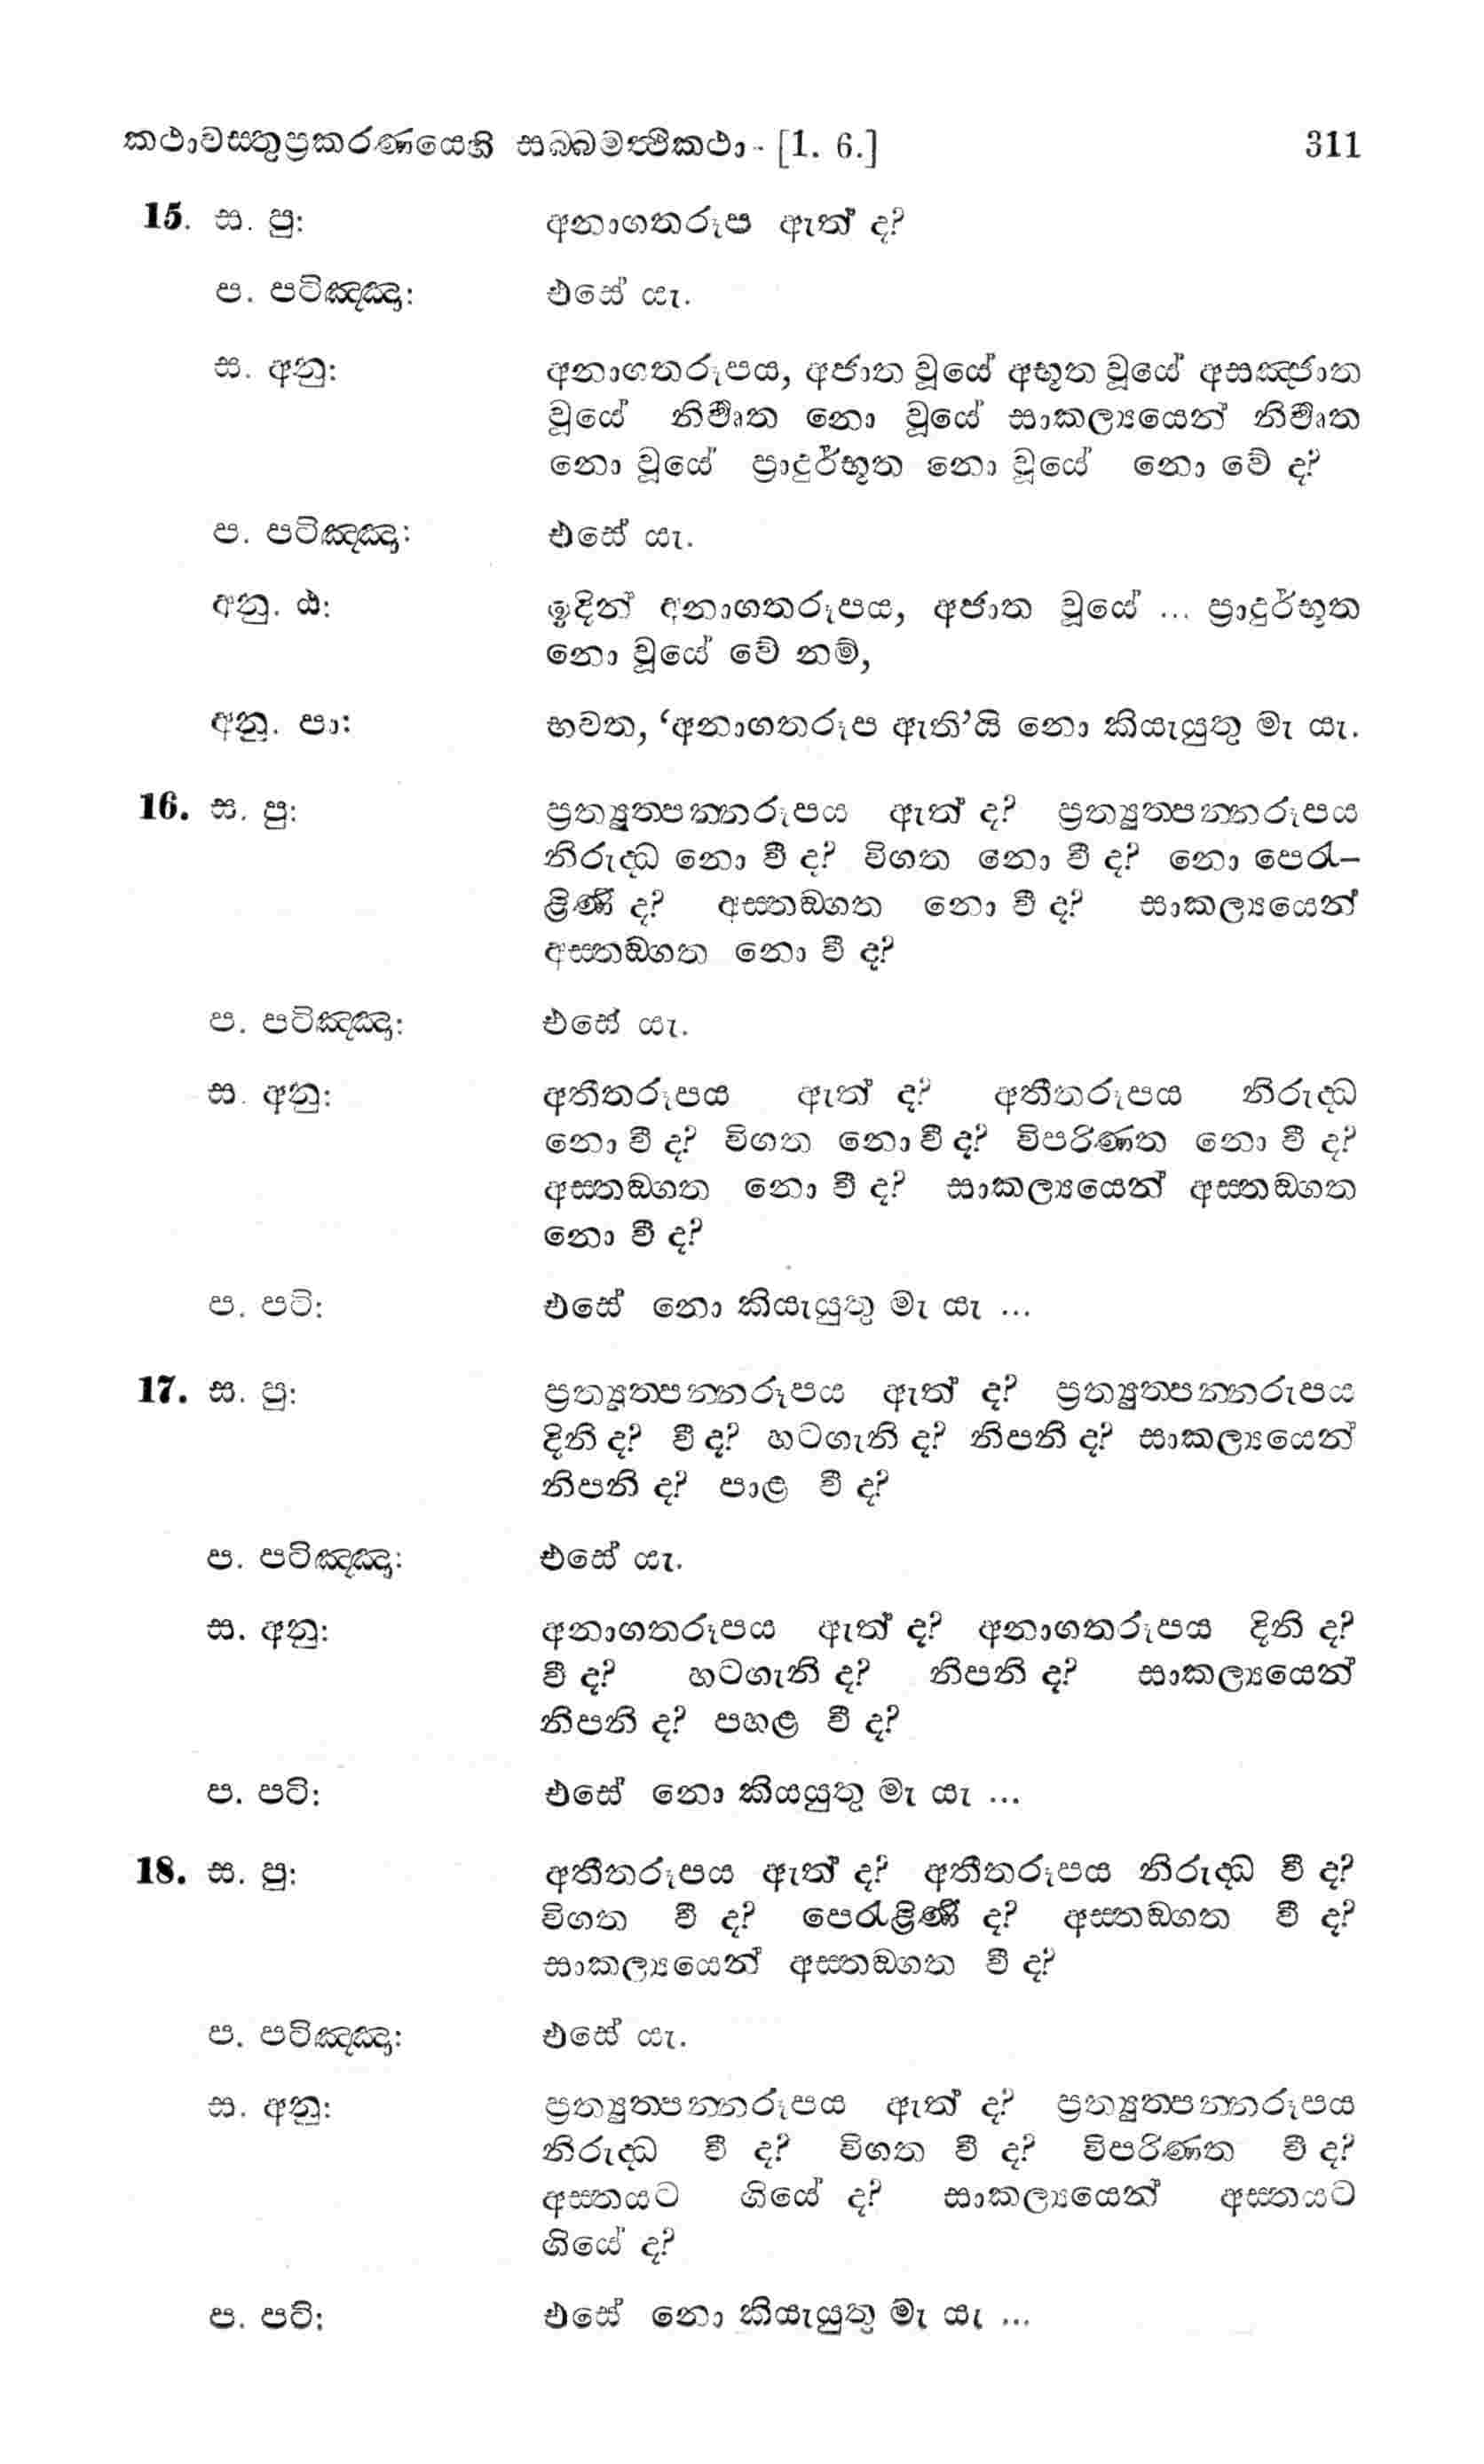 කථාවස්තුප්‍රකරණයෙහි සබ්බමත්ථිකථා - [1. 6.] 311
15. ස. පු: අනාගතරූප ඇත් ද?
ප. පටිඤ්ඤා: එසේ යැ.
ස. අනු: අනාගතරූපය, අජාත වූයේ අභූත වූයේ අසඤ්ජාත
වූයේ නිර්‍වෘත නො වූයේ සාකල්‍යයෙන් නිර්‍වෘත
නො වූයේ ප්‍රාදුර්භූත නො වූයේ නො වේ ද?
ප. පටිඤ්ඤා: එසේ යැ.
අනු. ඨ: ඉදින් අනාගතරූපය, අජාත වූයේ ... ප්‍රාදුර්භූත
නො වූයේ වේ නම්,
අනු. පා: භවත, ‘අනාගතරූප ඇති’යි නො කියැයුතු මැ යැ.
16. ස. පු: ප්‍රත්‍යුත්පන්නරූපය ඇත් ද? ප්‍රත්‍යුත්පන්නරූපය
නිරුද්ධ නො වී ද? විගත නො වී ද? නො පෙරැ-
ළිණි ද? අස්තඞ්ගත නො වී ද? සාකල්‍යයෙන්
අස්තඞ්ගත නො වී ද?
ප. පටිඤ්ඤා: එසේ යැ.
ස. අනු: අතීතරූපය ඇත් ද? අතීතරූපය නිරුද්ධ
නො වී ද? විගත නො වී ද? විපරිණත නො වී ද?
අස්තඞ්ගත නො වී ද? සාකල්‍යයෙන් අස්තඞ්ගත
නො වී ද?
ප. පටි: එසේ නො කියැයුතු මැ යැ ...
17. ස. පු: ප්‍රත්‍යුත්පන්නරූපය ඇත් ද? ප්‍රත්‍යුත්පන්නරූපය
දිනි ද? වී ද? හටගැනි ද? නිපනි ද? සාකල්‍යයෙන්
නිපනි ද? පාළ වී ද?
ප. පටිඤ්ඤා: එසේ යැ.
ස. අනු: අනාගතරූපය ඇත් ද? අනාගතරූපය දිනි ද?
වී ද? හටගැනි ද? නිපනි ද? සාකල්‍යයෙන්
නිපනි ද? පහළ වී ද?
ප. පටි: එසේ නො කියයුතු මැ යැ ...
18. ස. පු: අතීතරූපය ඇත් ද? අතීතරූපය නිරුද්ධ වී ද?
විගත වී ද? පෙරැළිණි ද? අස්තඞ්ගත වී ද?
සාකල්‍යයෙන් අස්තඞ්ගත වී ද?
ප. පටිඤ්ඤා: එසේ යැ.
ස. අනු: ප්‍රත්‍යුත්පන්නරූපය ඇත් ද? ප්‍රත්‍යුත්පන්නරූපය
නිරුද්ධ වී ද? විගත වී ද? විපරිණත වී ද?
අස්තයට ගියේ ද? සාකල්‍යයෙන් අස්තයට
ගියේ ද?
ප. පටි: එසේ නො කියැයුතු මැ යැ ...